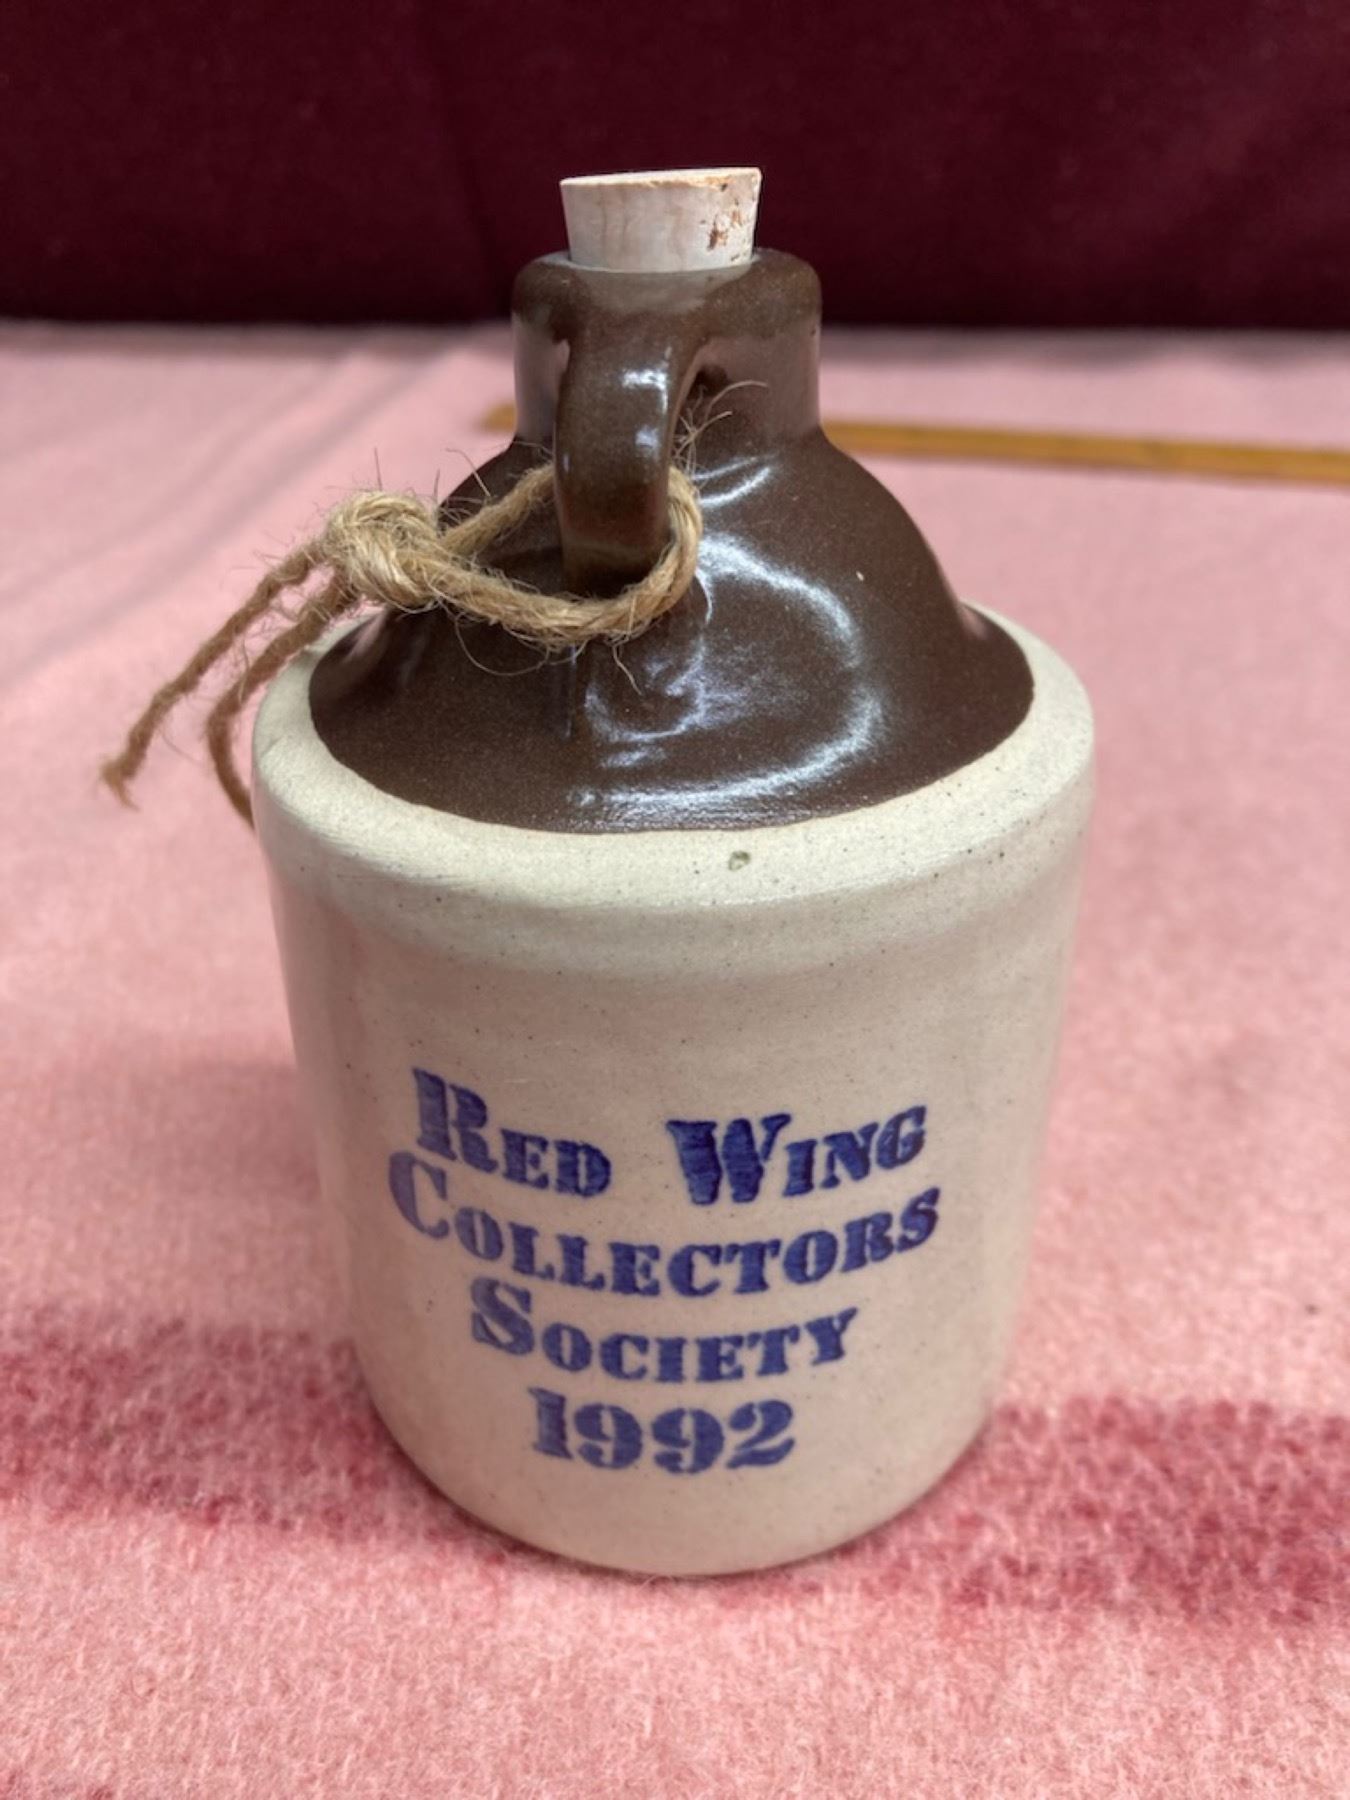 Red Wing
Collectors
Society
1992